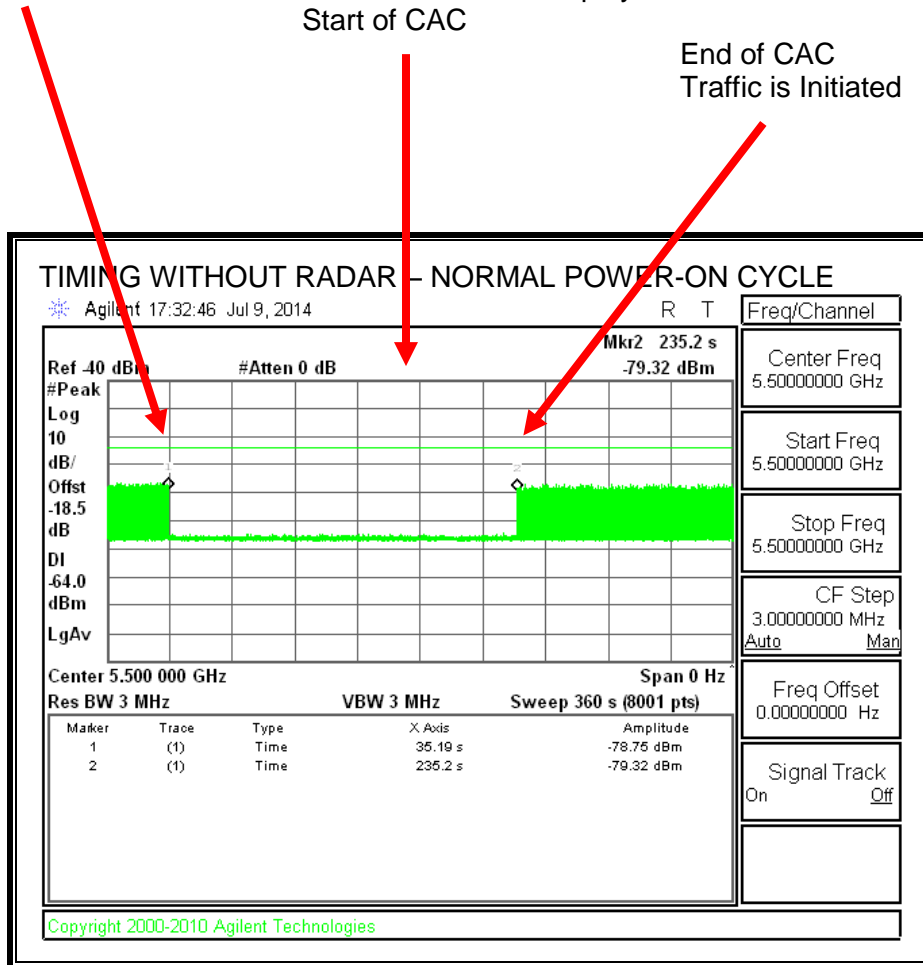 Start of CAC
End of CAC
Traffic is Initiated
TIMING WITHOUT RADAR – NORMAL POWER-ON CYCLE
Agilent 17:32:46 Jul 9, 2014
R T
Freq/Channel
Mkr2 235.2 s
Ref -40 dBm
#Atten 0 dB
-79.32 dBm
#Peak
Log
10
dB/
Offst
-18.5
dB
DI
-64.0
dBm
LgAv
1
2
Center 5.500 000 GHz
Span 0 Hz
Res BW 3 MHz
VBW 3 MHz
Sweep 360 s (8001 pts)
Marker Trace Type X Axis Amplitude
1 (1) Time 35.19 s -78.75 dBm
2 (1) Time 235.2 s -79.32 dBm
Center Freq
5.50000000 GHz
Start Freq
5.50000000 GHz
Stop Freq
5.50000000 GHz
CF Step
3.00000000 MHz
Auto Man
Freq Offset
0.00000000 Hz
Signal Track
On Off
Copyright 2000-2010 Agilent Technologies